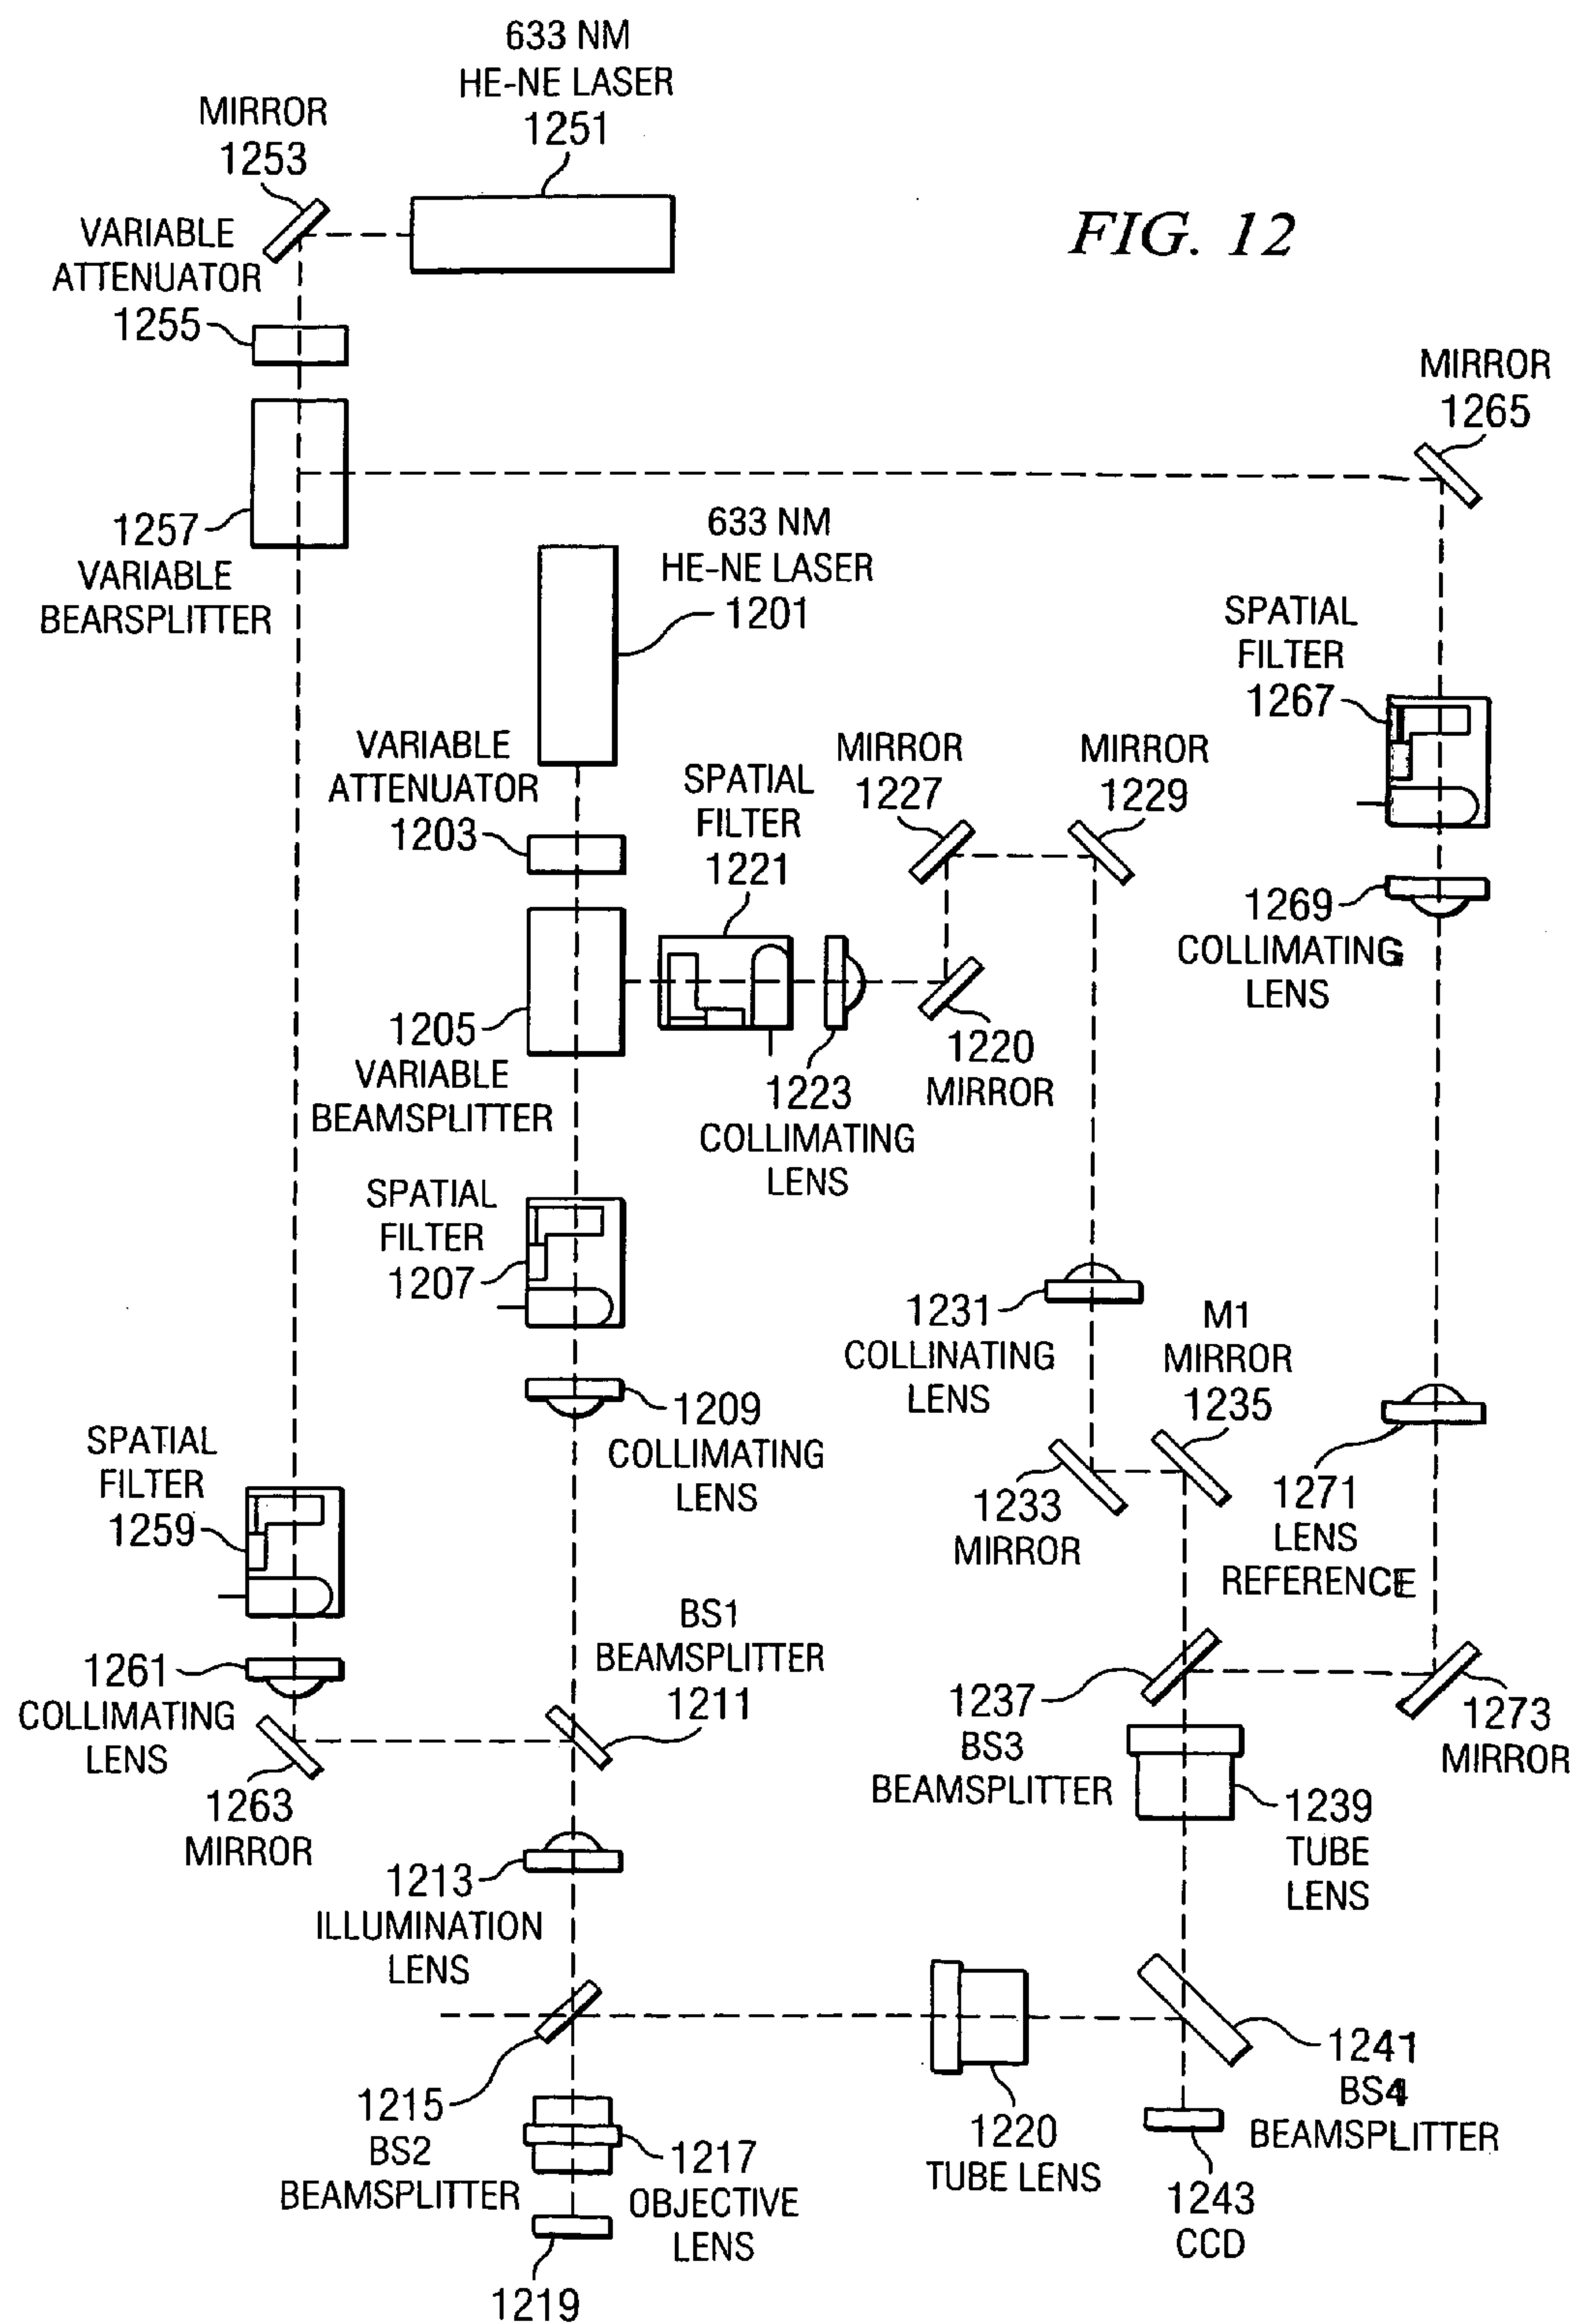 633 NM
HE-NE LASER
1251
MIRROR
1253
FIG. 12
VARIABLE
ATTENUATOR
1255
MIRROR
1265
1257
VARIABLE
BEARSPLITTER
633 NM
HE-NE LASER
1201
SPATIAL
FILTER
1267
VARIABLE
ATTENUATOR
1203
SPATIAL
FILTER
1221
MIRROR
1227
MIRROR
1229
1269
COLLIMATING
LENS
1205
VARIABLE
BEAMSPLITTER
1223
COLLIMATING
LENS
1220
MIRROR
SPATIAL
FILTER
1207
1231
COLLINATING
LENS
M1
MIRROR
1235
1209
COLLIMATING
LENS
SPATIAL
FILTER
1259
1233
MIRROR
1271
LENS
REFERENCE
BS1
BEAMSPLITTER
1211
1261
COLLIMATING
LENS
1237
BS3
BEAMSPLITTER
1273
MIRROR
1263
MIRROR
1239
TUBE
LENS
1213
ILLUMINATION
LENS
1241
BS4
BEAMSPLITTER
1215
BS2
BEAMSPLITTER
1217
OBJECTIVE
LENS
1220
TUBE LENS
1243
CCD
1219